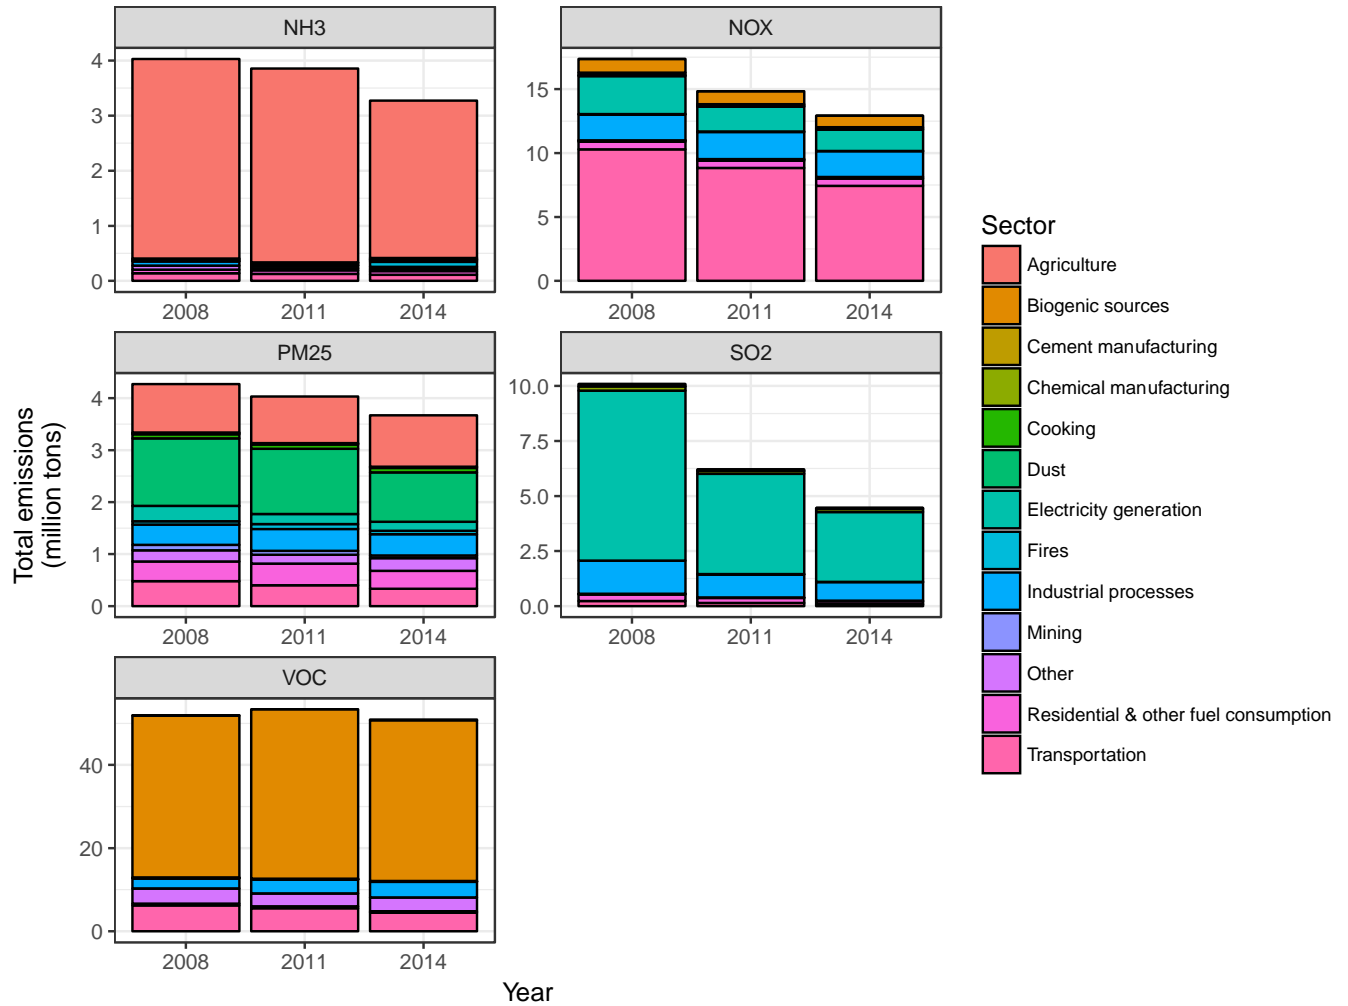 NH3
NOX
4
3
2
1
0
15
10
5
0
2008
2011
2014
2008
2011
2014
PM25
SO2
4
3
2
1
0
10.0
7.5
5.0
2.5
0.0
2008
2011
2014
2008
2011
2014
VOC
40
20
0
2008
2011
2014
Year
Total emissions
(million tons)
Sector
Agriculture
Biogenic sources
Cement manufacturing
Chemical manufacturing
Cooking
Dust
Electricity generation
Fires
Industrial processes
Mining
Other
Residential & other fuel consumption
Transportation